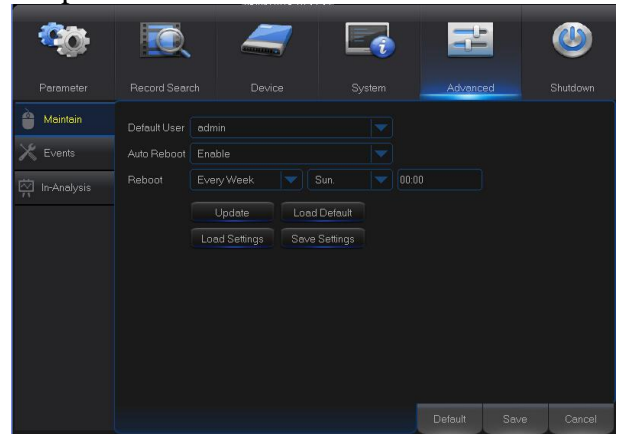 Parameter Record Search Device System Advanced Shutdown
Maintain
Events
In-Analysis
Default User admin
Auto Reboot Enable
Reboot Every Week Sun. 00:00
Update Load Default
Load Settings Save Settings
Default Save Cancel